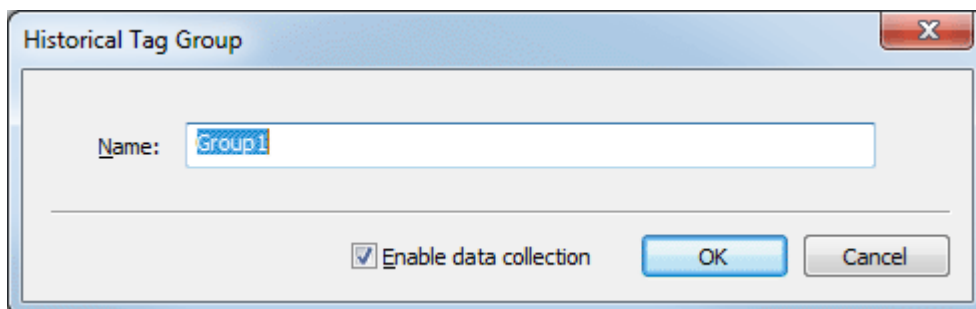 Historical Tag Group
Name: Group1
Enable data collection OK Cancel